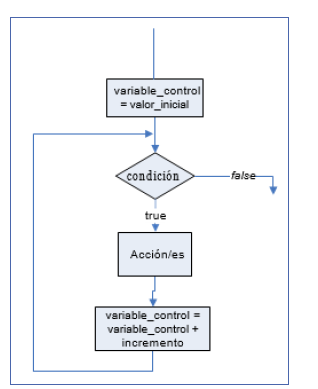 variable_control
= valor_inicial
condición
false
true
Acción/es
variable_control =
variable_control +
incremento